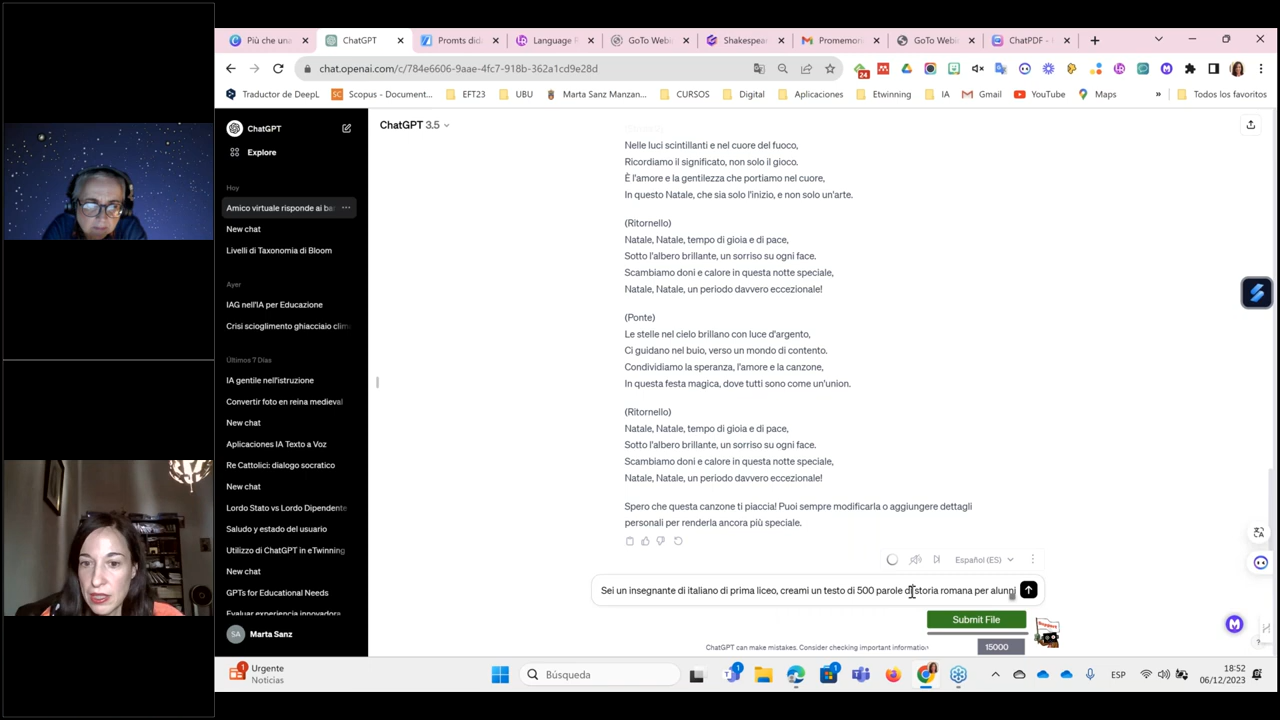 Più che una
ChatGPT
Promts did
Language R
GoTo Webin
Shakespear
Promemor
GoTo Webin
ChatPDF -
chat.openai.com/c/784e6606-9aae-4fc7-918b-362a1cd9e28d
24
Traductor de DeepL
Scopus - Document...
EFT23
UBU
Marta Sanz Manzan...
CURSOS
Digital
Aplicaciones
Etwinning
IA
Gmail
YouTube
Maps
»
Todos los favoritos
ChatGPT
Explore
Hoy
Amico virtuale risponde ai ba
New chat
Livelli di Taxonomia di Bloom
Ayer
IAG nell'IA per Educazione
Crisi scioglimento ghiacciaio clim
Últimos 7 Días
IA gentile nell'istruzione
Convertir foto en reina medieval
New chat
Aplicaciones IA Texto a Voz
Re Cattolici: dialogo socratico
New chat
Lordo Stato vs Lordo Dipendente
Saludo y estado del usuario
Utilizzo di ChatGPT in eTwinning
New chat
GPTs for Educational Needs
Evaluar experiencia innovadora
SA
Marta Sanz
ChatGPT 3.5
Nelle luci scintillanti e nel cuore del fuoco,
Ricordiamo il significato, non solo il gioco.
È l'amore e la gentilezza che portiamo nel cuore,
In questo Natale, che sia solo l'inizio, e non solo un'arte.
(Ritornello)
Natale, Natale, tempo di gioia e di pace,
Sotto l'albero brillante, un sorriso su ogni face.
Scambiamo doni e calore in questa notte speciale,
Natale, Natale, un periodo davvero eccezionale!
(Ponte)
Le stelle nel cielo brillano con luce d'argento,
Ci guidano nel buio, verso un mondo di contento.
Condividiamo la speranza, l'amore e la canzone,
In questa festa magica, dove tutti sono come un'union.
(Ritornello)
Natale, Natale, tempo di gioia e di pace,
Sotto l'albero brillante, un sorriso su ogni face.
Scambiamo doni e calore in questa notte speciale,
Natale, Natale, un periodo davvero eccezionale!
Spero che questa canzone ti piaccia! Puoi sempre modificarla o aggiungere dettagli
personali per renderla ancora più speciale.
Español (ES)
Sei un insegnante di italiano di prima liceo, creami un testo di 500 parole di storia romana per alunni
Submit File
ChatGPT can make mistakes. Consider checking important information.
15000
Support
Urgente
Noticias
Búsqueda
ESP
18:52
06/12/2023